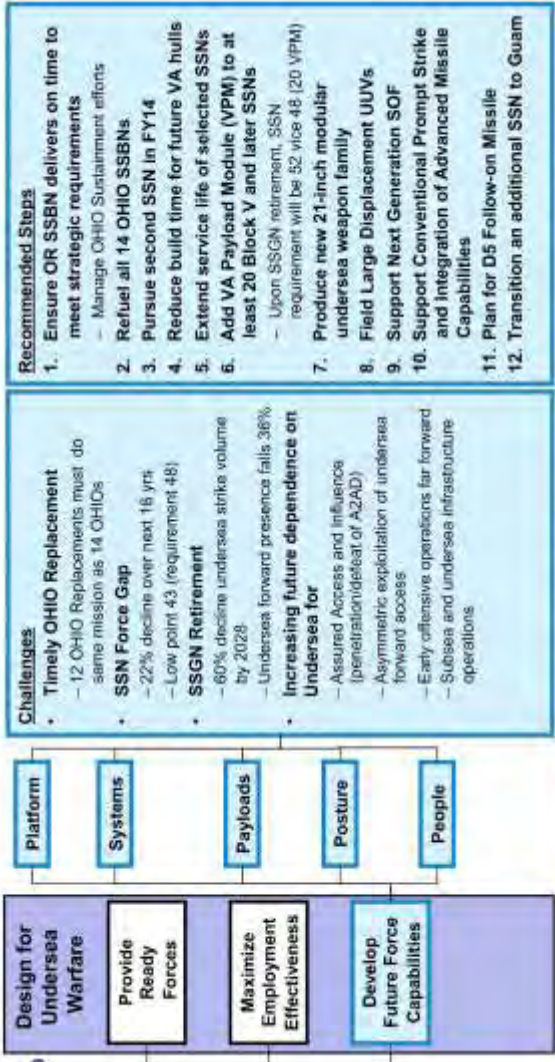 Design for
Undersea
Warfare
Provide
Ready
Forces
Maximize
Employment
Effectiveness
Develop
Future Force
Capabilities
Platform
Systems
Payloads
Posture
People
Challenges
• Timely OHIO Replacement
– 12 OHIO Replacements must do
same mission as 14 OHIOs
• SSN Force Gap
– 22% decline over next 16 yrs
– Low point 43 (requirement 48)
• SSGN Retirement
– 60% decline undersea strike volume
by 2028
– Undersea forward presence falls 36%
• Increasing future dependence on
Undersea for
– Assured Access and Influence
(penetration/defeat of A2AD)
– Asymmetric exploitation of undersea
forward access
– Early offensive operations far forward
– Subsea and undersea infrastructure
operations
Recommended Steps
1. Ensure OR SSBN delivers on time to
meet strategic requirements
– Manage OHIO Sustainment efforts
2. Refuel all 14 OHIO SSBNs
3. Pursue second SSN in FY14
4. Reduce build time for future VA hulls
5. Extend service life of selected SSNs
6. Add VA Payload Module (VPM) to at
least 20 Block V and later SSNs
– Upon SSGN retirement, SSN
requirement will be 52 vice 48 (20 VPM)
7. Produce new 21-inch modular
undersea weapon family
8. Field Large Displacement UUVs
9. Support Next Generation SOF
10. Support Conventional Prompt Strike
and Integration of Advanced Missile
Capabilities
11. Plan for D5 Follow-on Missile
12. Transition an additional SSN to Guam